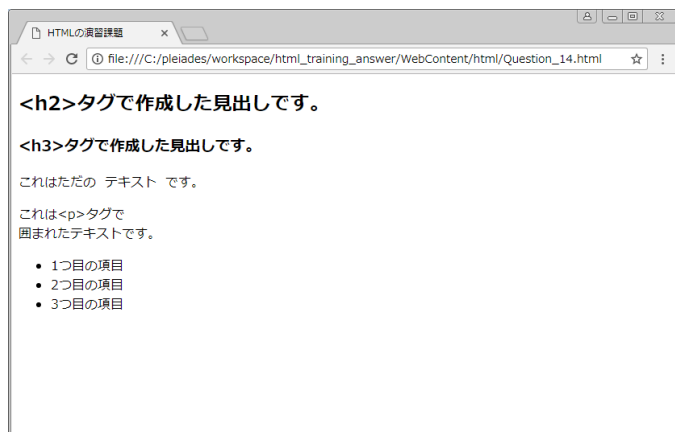 HTMLの演習課題
file:///C:/pleiades/workspace/html_training_answer/WebContent/html/Question_14.html
<h2>タグで作成した見出しです。
<h3>タグで作成した見出しです。
これはただの テキスト です。
これは<p>タグで
囲まれたテキストです。
• 1つ目の項目
• 2つ目の項目
• 3つ目の項目